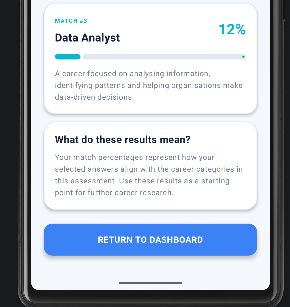 MATCH #3
12%
Data Analyst
A career focused on analysing information,
identifying patterns and helping organisations make
data-driven decisions.
What do these results mean?
Your match percentages represent how your
selected answers align with the career categories in
this assessment. Use these results as a starting
point for further career research.
RETURN TO DASHBOARD